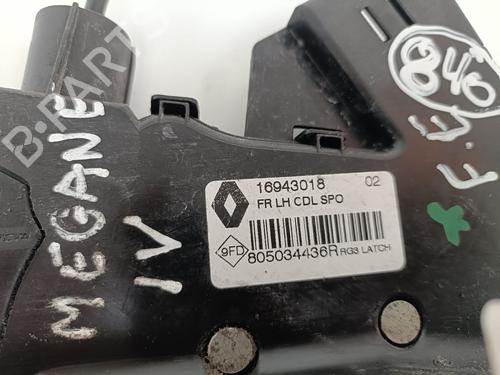 B-PARTS
MEGANE
IV
16943018 02
FR LH CDL SPO
9FD 805034436R RG3 LATCH
846
F.E